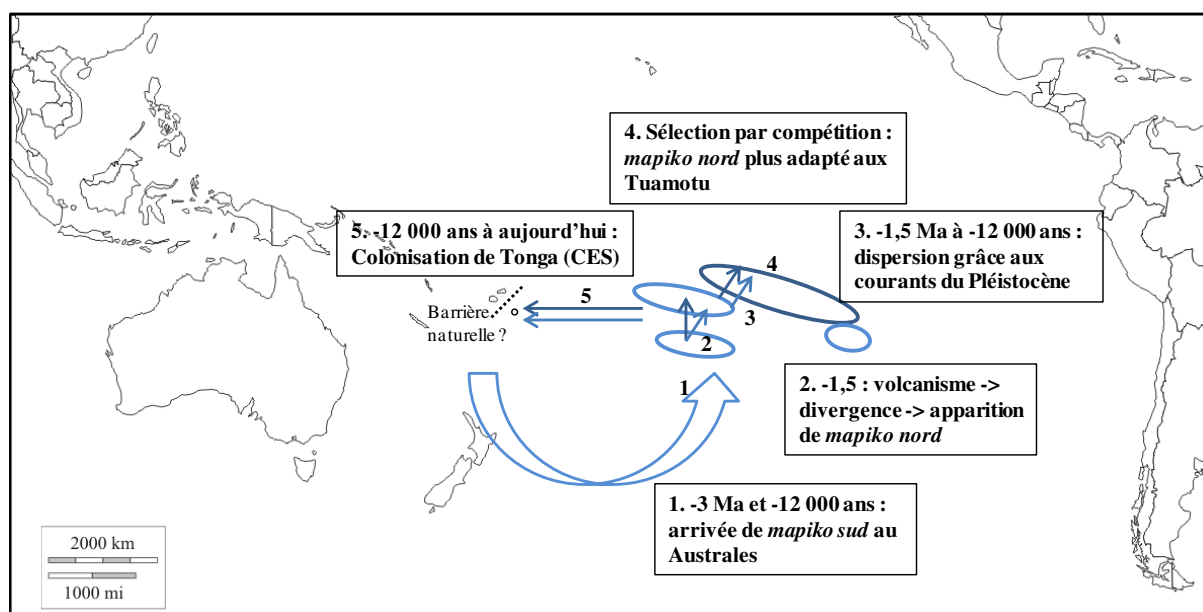 4. Sélection par compétition :
mapiko nord plus adapté aux
Tuamotu
5. -12 000 ans à aujourd'hui :
Colonisation de Tonga (CES)
3. -1,5 Ma à -12 000 ans :
dispersion grâce aux
courants du Pléistocène
4
5
3
Barrière
naturelle ?
2
1
2. -1,5 : volcanisme ->
divergence -> apparition
de mapiko nord
1. -3 Ma et -12 000 ans :
arrivée de mapiko sud au
Australes
2000 km
1000 mi